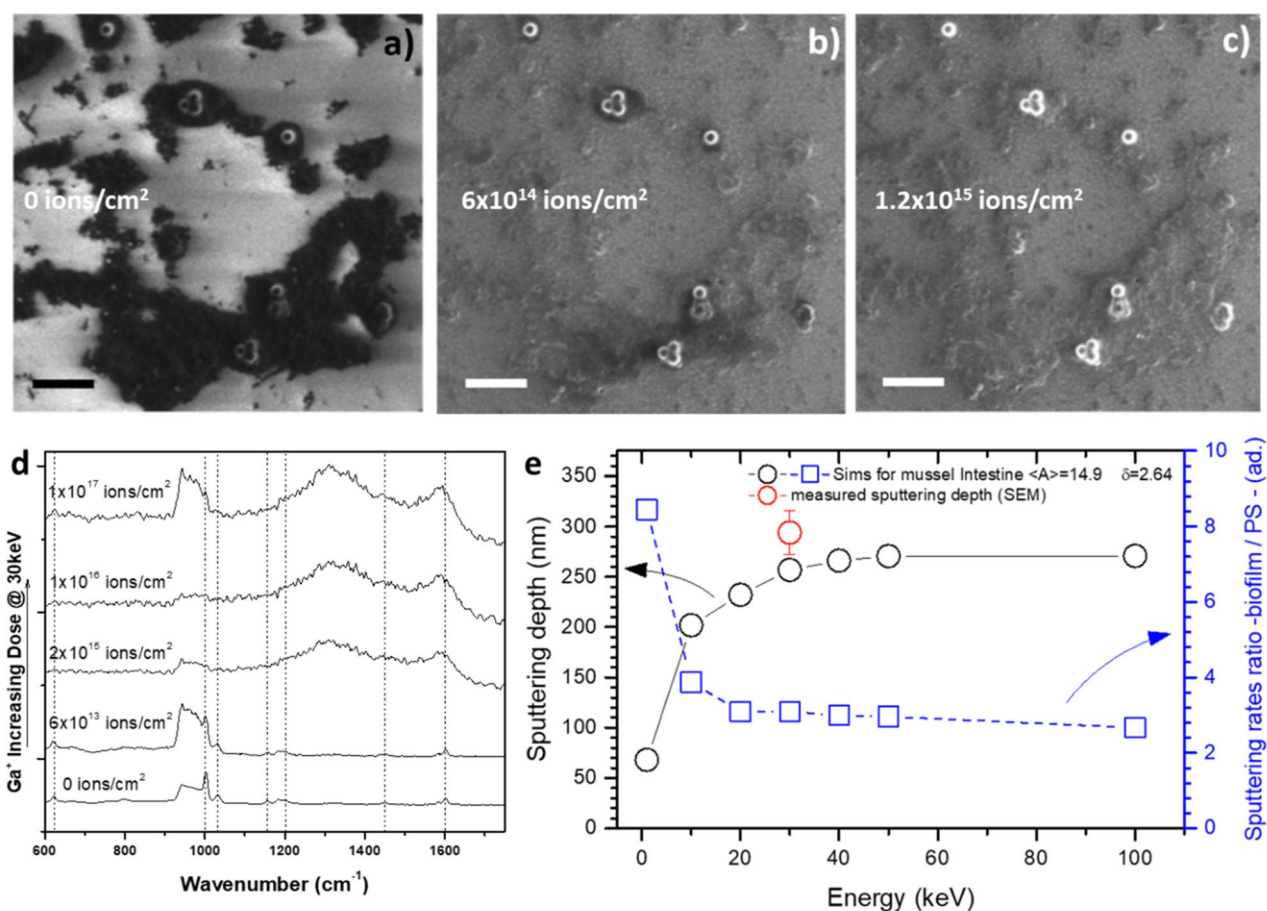 a)
0 ions/cm²
b)
6x10¹⁴ ions/cm²
c)
1.2x10¹⁵ ions/cm²
d
1x10¹⁷ ions/cm²
1x10¹⁶ ions/cm²
2x10¹⁵ ions/cm²
6x10¹³ ions/cm²
0 ions/cm²
Ga⁺ Increasing Dose @ 30keV
600 800 1000 1200 1400 1600
Wavenumber (cm⁻¹)
e
Sims for mussel Intestine <A>=14.9 δ=2.64
measured sputtering depth (SEM)
Sputtering depth (nm)
350
300
250
200
150
100
50
0
10
8
6
4
2
0
Sputtering rates ratio -biofilm / PS - (ad.)
0 20 40 60 80 100
Energy (keV)